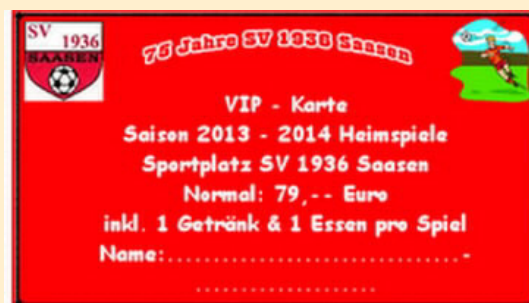 SV 1936
SAASEN
75 Jahre SV 1936 Saasen
VIP - Karte
Saison 2013 - 2014 Heimspiele
Sportplatz SV 1936 Saasen
Normal: 79,-- Euro
inkl. 1 Getränk & 1 Essen pro Spiel
Name:.................................-
....................